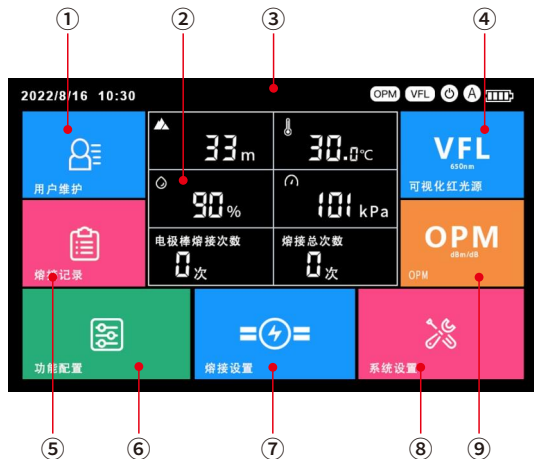 ① ② ③ ④
2022/8/16 10:30 OPM VFL A
33 m 30.0℃
90 % 101 kPa
电极棒熔接次数 熔接总次数
0次 0次
用户维护
VFL
650nm
可视化红光源
熔接记录
OPM
dBm/dB
OPM
功能配置 熔接设置 系统设置
⑤ ⑥ ⑦ ⑧ ⑨